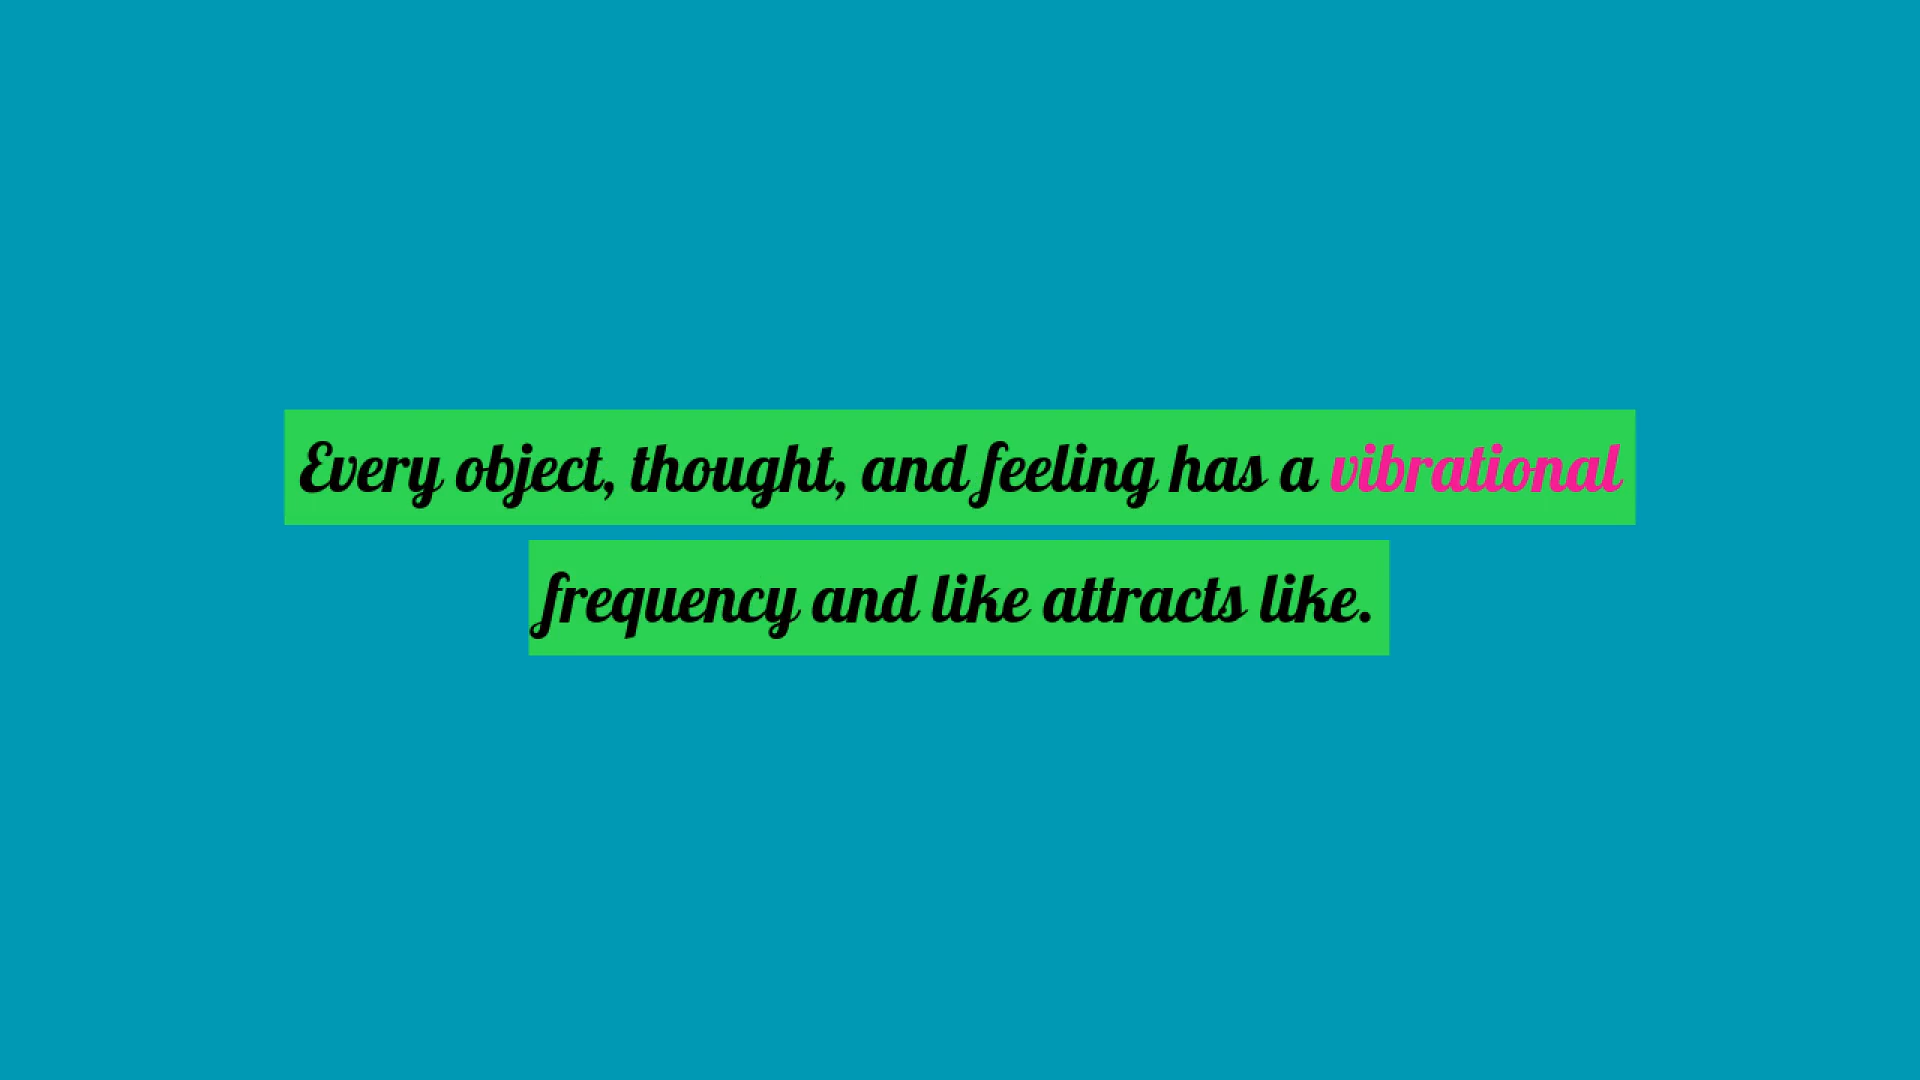 Every object, thought, and feeling has a vibrational
frequency and like attracts like.